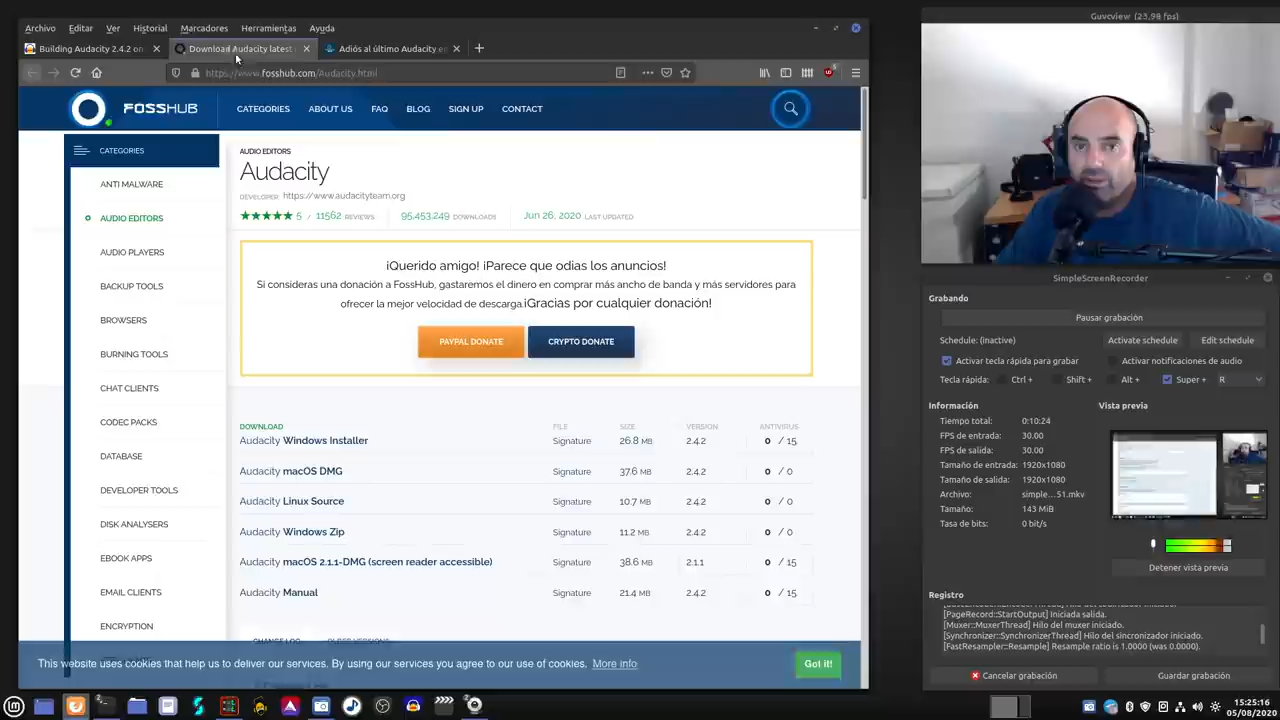 Archivo Editar Ver Historial Marcadores Herramientas Ayuda
Building Audacity 2.4.2 on
Download Audacity latest
Adiós al último Audacity en
https://www.fosshub.com/Audacity.html
FOSSHUB
CATEGORIES ABOUT US FAQ BLOG SIGN UP CONTACT
CATEGORIES
ANTI MALWARE
AUDIO EDITORS
AUDIO PLAYERS
BACKUP TOOLS
BROWSERS
BURNING TOOLS
CHAT CLIENTS
CODEC PACKS
DATABASE
DEVELOPER TOOLS
DISK ANALYSERS
EBOOK APPS
EMAIL CLIENTS
ENCRYPTION
AUDIO EDITORS
Audacity
DEVELOPER: https://www.audacityteam.org
5 / 11562 REVIEWS 95,453,249 DOWNLOADS Jun 26, 2020 LAST UPDATED
¡Querido amigo! ¡Parece que odias los anuncios!
Si consideras una donación a FossHub, gastaremos el dinero en comprar más ancho de banda y más servidores para
ofrecer la mejor velocidad de descarga.¡Gracias por cualquier donación!
PAYPAL DONATE CRYPTO DONATE
DOWNLOAD FILE SIZE VERSION ANTIVIRUS
Audacity Windows Installer Signature 26.8 MB 2.4.2 0 / 15
Audacity macOS DMG Signature 37.6 MB 2.4.2 0 / 0
Audacity Linux Source Signature 10.7 MB 2.4.2 0 / 0
Audacity Windows Zip Signature 11.2 MB 2.4.2 0 / 0
Audacity macOS 2.1.1-DMG (screen reader accessible) Signature 38.6 MB 2.1.1 0 / 15
Audacity Manual Signature 21.4 MB 2.4.2 0 / 15
CHANGE LOG OLDER VERSIONS
This website uses cookies that help us to deliver our services. By using our services you agree to our use of cookies. More info
Got it!
Guvcview (23,98 fps)
SimpleScreenRecorder
Grabando
Pausar grabación
Schedule: (inactive) Activate schedule Edit schedule
Activar tecla rápida para grabar Activar notificaciones de audio
Tecla rápida: Ctrl + Shift + Alt + Super + R
Información
Tiempo total: 0:10:24
FPS de entrada: 30.00
FPS de salida: 30.00
Tamaño de entrada: 1920x1080
Tamaño de salida: 1920x1080
Archivo: simple....51.mkv
Tamaño: 143 MiB
Tasa de bits: 0 bit/s
Vista previa
Detener vista previa
Registro
[PageRecord::StartOutput] Iniciada salida.
[Muxer::MuxerThread] Hilo del muxer iniciado.
[Synchronizer::SynchronizerThread] Hilo del sincronizador iniciado.
[FastResampler::Resample] Resample ratio is 1.0000 (was 0.0000).
Cancelar grabación Guardar grabación
15:25:16
05/08/2020